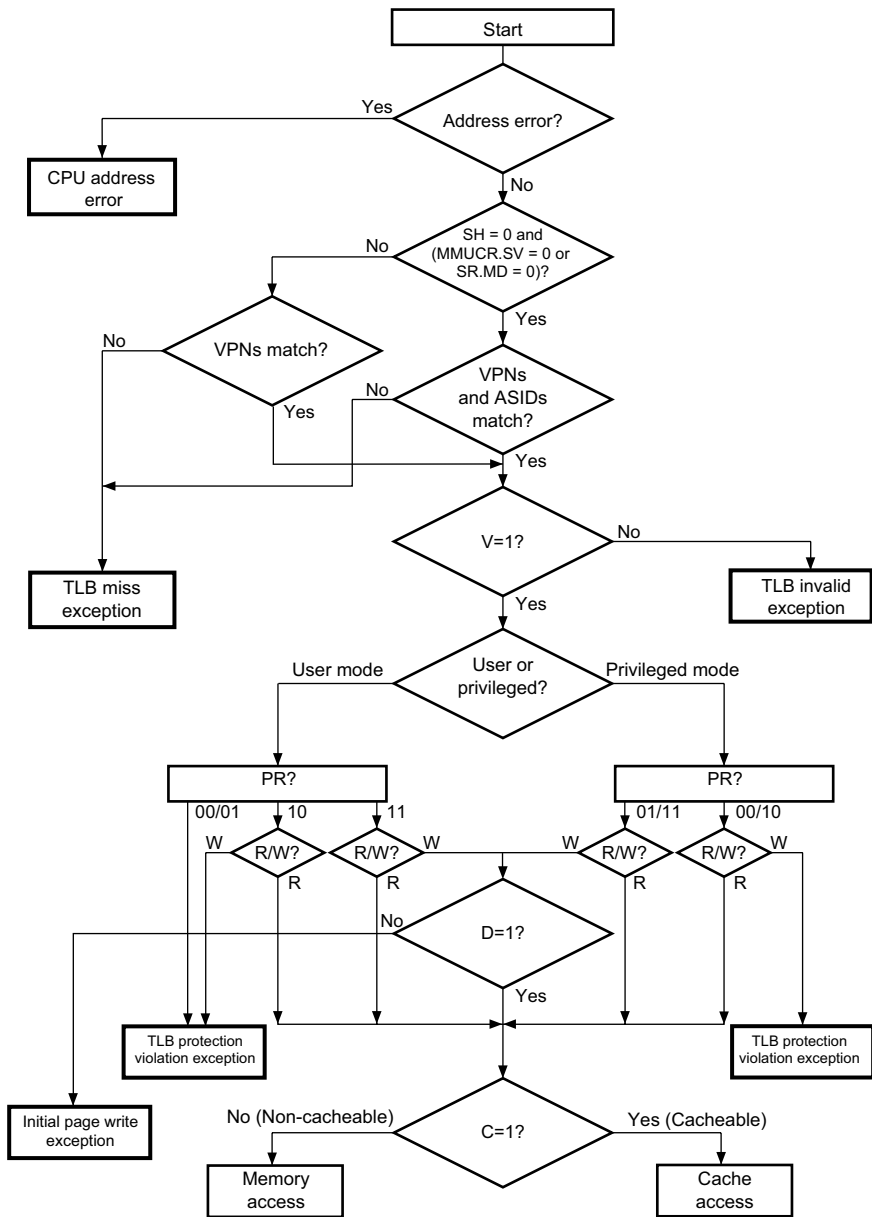 Start
Yes
Address error?
CPU address
error
No
No
SH = 0 and
(MMUCR.SV = 0 or
SR.MD = 0)?
Yes
No
VPNs match?
No
VPNs
and ASIDs
match?
Yes
Yes
V=1?
No
TLB miss
exception
TLB invalid
exception
Yes
User mode
User or
privileged?
Privileged mode
PR?
PR?
00/01
10
11
01/11
00/10
W
R/W?
R/W?
W
W
R/W?
R/W?
W
R
R
R
R
No
D=1?
Yes
TLB protection
violation exception
TLB protection
violation exception
Initial page write
exception
No (Non-cacheable)
C=1?
Yes (Cacheable)
Memory
access
Cache
access